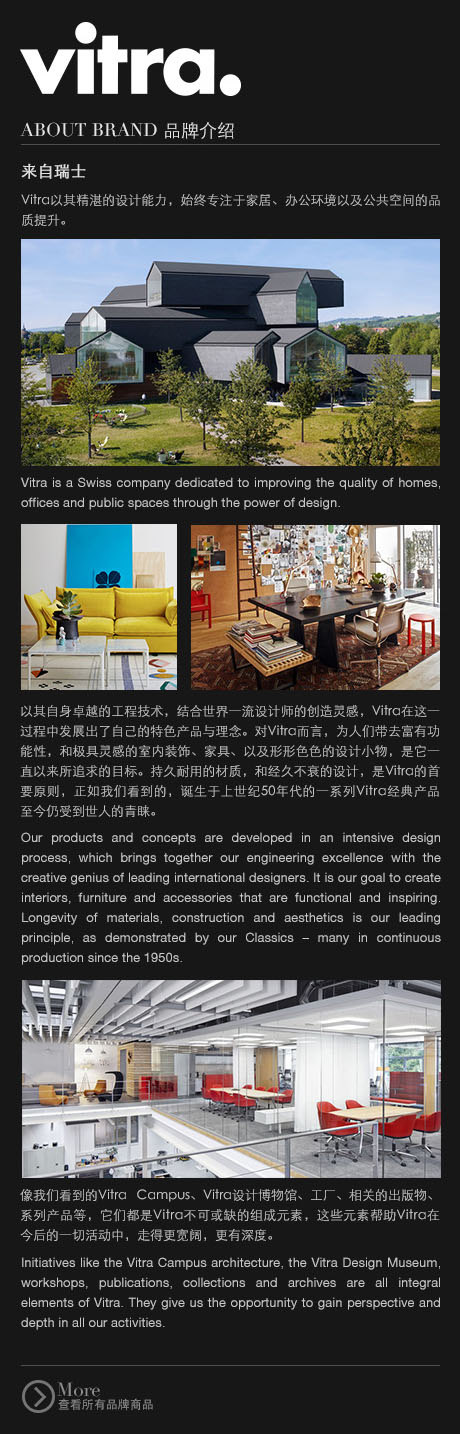 vitra.
ABOUT BRAND 品牌介绍
来自瑞士
Vitra以其精湛的设计能力，始终专注于家居、办公环境以及公共空间的品
质提升。
Vitra is a Swiss company dedicated to improving the quality of homes,
offices and public spaces through the power of design.
以其自身卓越的工程技术，结合世界一流设计师的创造灵感，Vitra在这一
过程中发展出了自己的特色产品与理念。对Vitra而言，为人们带去富有功
能性，和极具灵感的室内装饰、家具、以及形形色色的设计小物，是它一
直以来所追求的目标。持久耐用的材质，和经久不衰的设计，是Vitra的首
要原则，正如我们看到的，诞生于上世纪50年代的一系列Vitra经典产品
至今仍受到世人的青睐。
Our products and concepts are developed in an intensive design
process, which brings together our engineering excellence with the
creative genius of leading international designers. It is our goal to create
interiors, furniture and accessories that are functional and inspiring.
Longevity of materials, construction and aesthetics is our leading
principle, as demonstrated by our Classics – many in continuous
production since the 1950s.
像我们看到的Vitra Campus、Vitra设计博物馆、工厂、相关的出版物、
系列产品等，它们都是Vitra不可或缺的组成元素，这些元素帮助Vitra在
今后的一切活动中，走得更宽阔，更有深度。
Initiatives like the Vitra Campus architecture, the Vitra Design Museum,
workshops, publications, collections and archives are all integral
elements of Vitra. They give us the opportunity to gain perspective and
depth in all our activities.
More
查看所有品牌商品